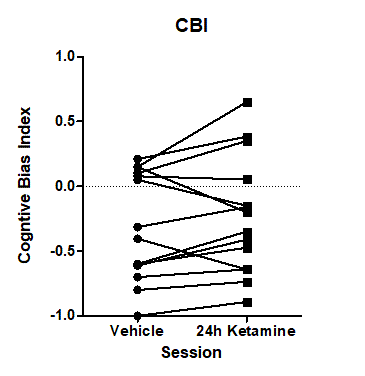 CBI
Cogntive Bias Index
1.0
0.5
0.0
-0.5
-1.0
Vehicle 24h Ketamine
Session